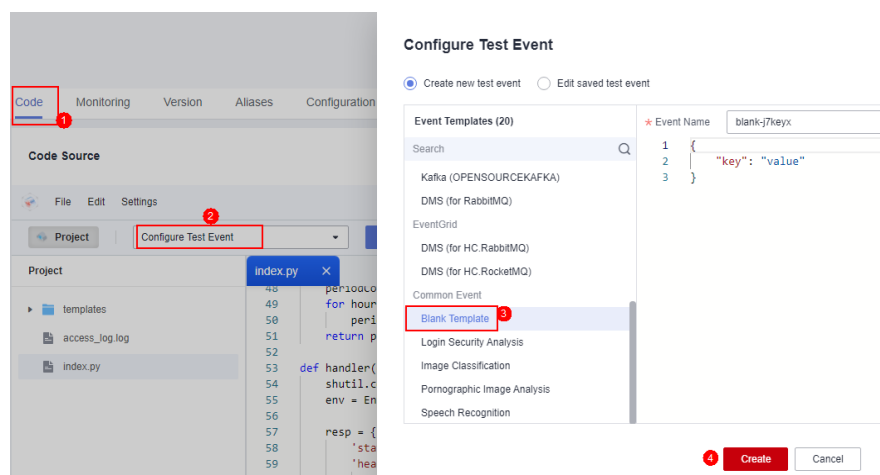 Code Monitoring Version Aliases Configuration
1
Code Source
File Edit Settings
2
Project Configure Test Event
Project
templates
access_log.log
index.py
index.py ×
48
49 for hour
50 peri
51 return p
52
53 def handler(
54 shutil.c
55 env = En
56
57 resp = {
58 'sta
59 'hea
Configure Test Event
Create new test event Edit saved test event
Event Templates (20)
Search
Kafka (OPENSOURCEKAFKA)
DMS (for RabbitMQ)
EventGrid
DMS (for HC.RabbitMQ)
DMS (for HC.RocketMQ)
Common Event
Blank Template 3
Login Security Analysis
Image Classification
Pornographic Image Analysis
Speech Recognition
* Event Name blank-j7keyx
1 {
2 "key": "value"
3 }
4 Create Cancel